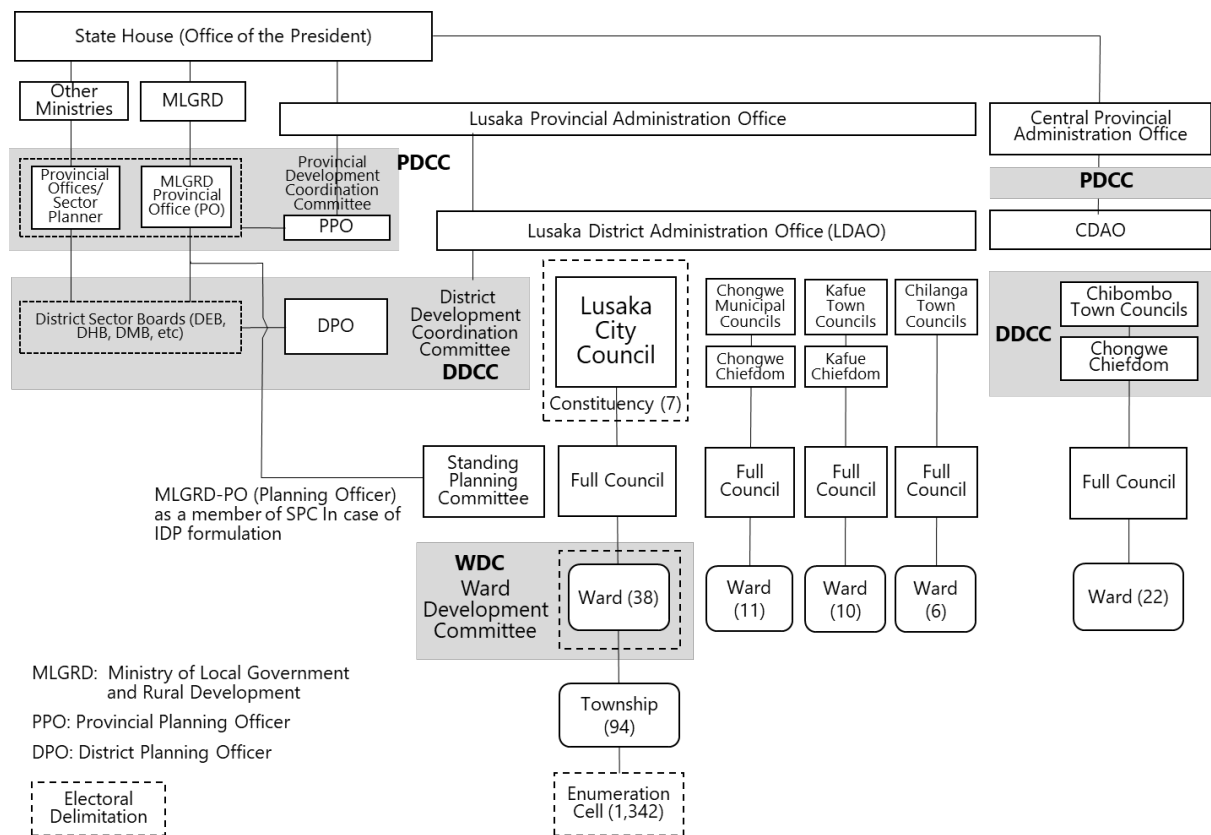 State House (Office of the President)
Other
Ministries
MLGRD
Lusaka Provincial Administration Office
Central Provincial
Administration Office
Provincial
Offices/
Sector
Planner
MLGRD
Provincial
Office (PO)
Provincial
Development
Coordination
Committee
PDCC
PPO
PDCC
Lusaka District Administration Office (LDAO)
CDAO
District Sector Boards (DEB,
DHB, DMB, etc)
DPO
District
Development
Coordination
Committee
DDCC
Lusaka
City
Council
Constituency (7)
Chongwe
Municipal
Councils
Chongwe
Chiefdom
Kafue
Town
Councils
Kafue
Chiefdom
Chilanga
Town
Councils
DDCC
Chibombo
Town Councils
Chongwe
Chiefdom
MLGRD-PO (Planning Officer)
as a member of SPC In case of
IDP formulation
Standing
Planning
Committee
Full Council
Full
Council
Full
Council
Full
Council
Full Council
WDC
Ward
Development
Committee
Ward (38)
Ward
(11)
Ward
(10)
Ward
(6)
Ward (22)
Township
(94)
Enumeration
Cell (1,342)
MLGRD: Ministry of Local Government
and Rural Development
PPO: Provincial Planning Officer
DPO: District Planning Officer
Electoral
Delimitation